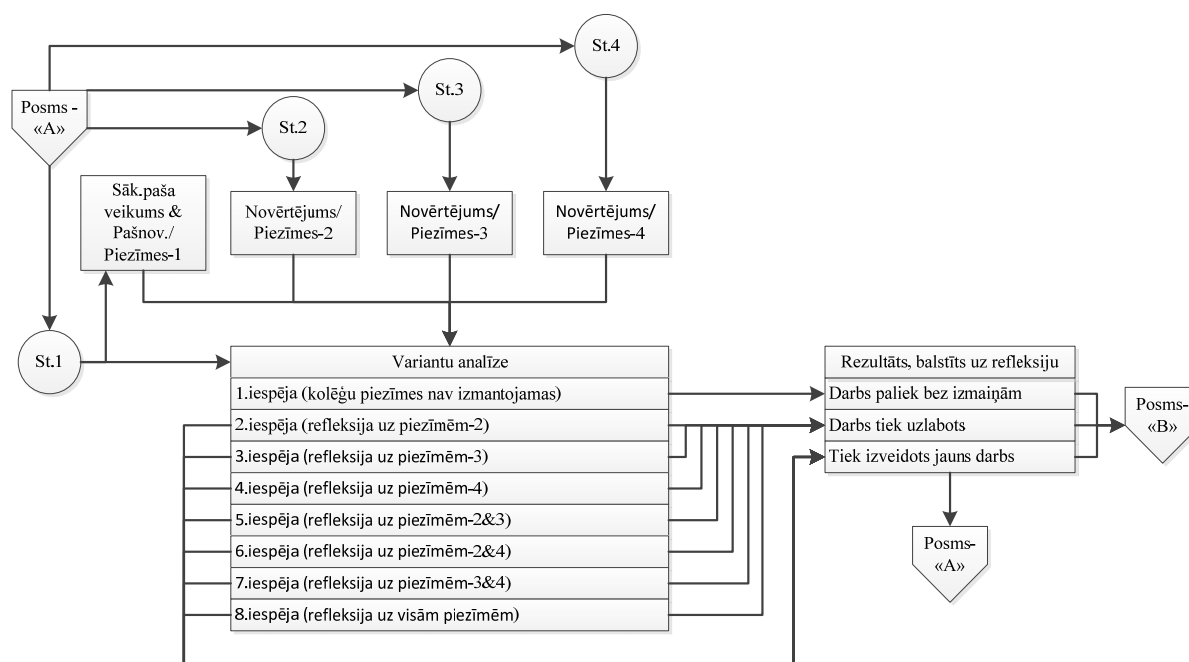 St.4
St.3
Posms -
«A»
St.2
Sāk.paša
veikums &
Pašnov./
Piezīmes-1
Novērtējums/
Piezīmes-2
Novērtējums/
Piezīmes-3
Novērtējums/
Piezīmes-4
St.1
Variantu analīze
1.iespēja (kolēģu piezīmes nav izmantojamas)
2.iespēja (refleksija uz piezīmēm-2)
3.iespēja (refleksija uz piezīmēm-3)
4.iespēja (refleksija uz piezīmēm-4)
5.iespēja (refleksija uz piezīmēm-2&3)
6.iespēja (refleksija uz piezīmēm-2&4)
7.iespēja (refleksija uz piezīmēm-3&4)
8.iespēja (refleksija uz visām piezīmēm)
Rezultāts, balstīts uz refleksiju
Darbs paliek bez izmaiņām
Darbs tiek uzlabots
Tiek izveidots jauns darbs
Posms-
«B»
Posms-
«A»